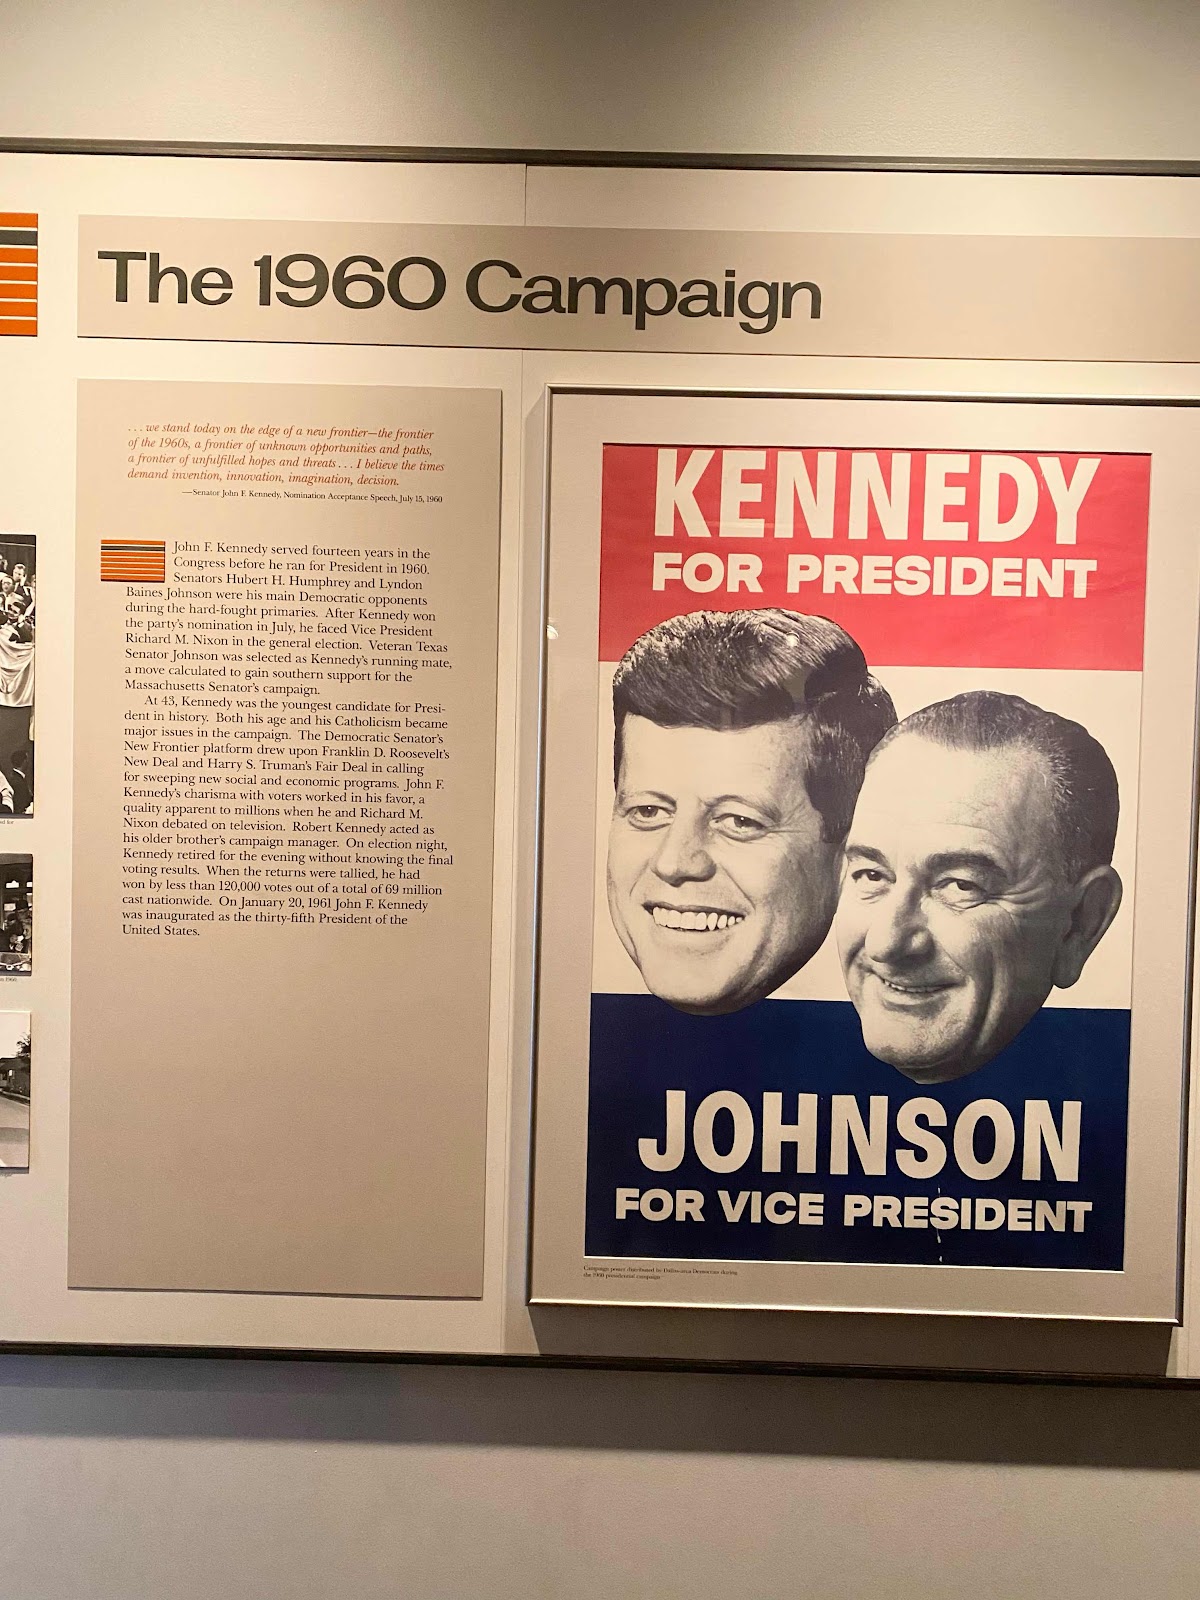 The 1960 Campaign
. . . we stand today on the edge of a new frontier—the frontier
of the 1960s, a frontier of unknown opportunities and paths,
a frontier of unfulfilled hopes and threats . . . I believe the times
demand invention, innovation, imagination, decision.
—Senator John F. Kennedy, Nomination Acceptance Speech, July 15, 1960
John F. Kennedy served fourteen years in the
Congress before he ran for President in 1960.
Senators Hubert H. Humphrey and Lyndon
Baines Johnson were his main Democratic opponents
during the hard-fought primaries. After Kennedy won
the party's nomination in July, he faced Vice President
Richard M. Nixon in the general election. Veteran Texas
Senator Johnson was selected as Kennedy's running mate,
a move calculated to gain southern support for the
Massachusetts Senator's campaign.
At 43, Kennedy was the youngest candidate for Presi-
dent in history. Both his age and his Catholicism became
major issues in the campaign. The Democratic Senator's
New Frontier platform drew upon Franklin D. Roosevelt's
New Deal and Harry S. Truman's Fair Deal in calling
for sweeping new social and economic programs. John F.
Kennedy's charisma with voters worked in his favor, a
quality apparent to millions when he and Richard M.
Nixon debated on television. Robert Kennedy acted as
his older brother's campaign manager. On election night,
Kennedy retired for the evening without knowing the final
voting results. When the returns were tallied, he had
won by less than 120,000 votes out of a total of 69 million
cast nationwide. On January 20, 1961 John F. Kennedy
was inaugurated as the thirty-fifth President of the
United States.
KENNEDY
FOR PRESIDENT
JOHNSON
FOR VICE PRESIDENT
Campaign poster distributed by Dallas-area Democrats during
the 1960 presidential campaign